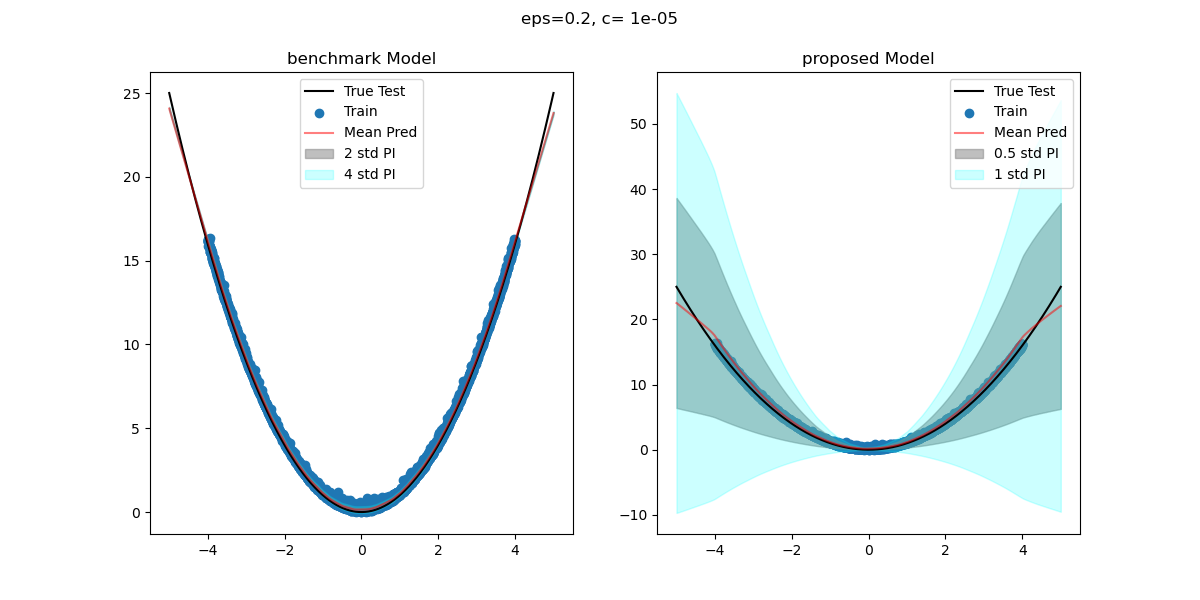 eps=0.2, c= 1e-05
benchmark Model
True Test
Train
Mean Pred
2 std PI
4 std PI
25
20
15
10
5
0
−4
−2
0
2
4
proposed Model
True Test
Train
Mean Pred
0.5 std PI
1 std PI
50
40
30
20
10
0
−10
−4
−2
0
2
4